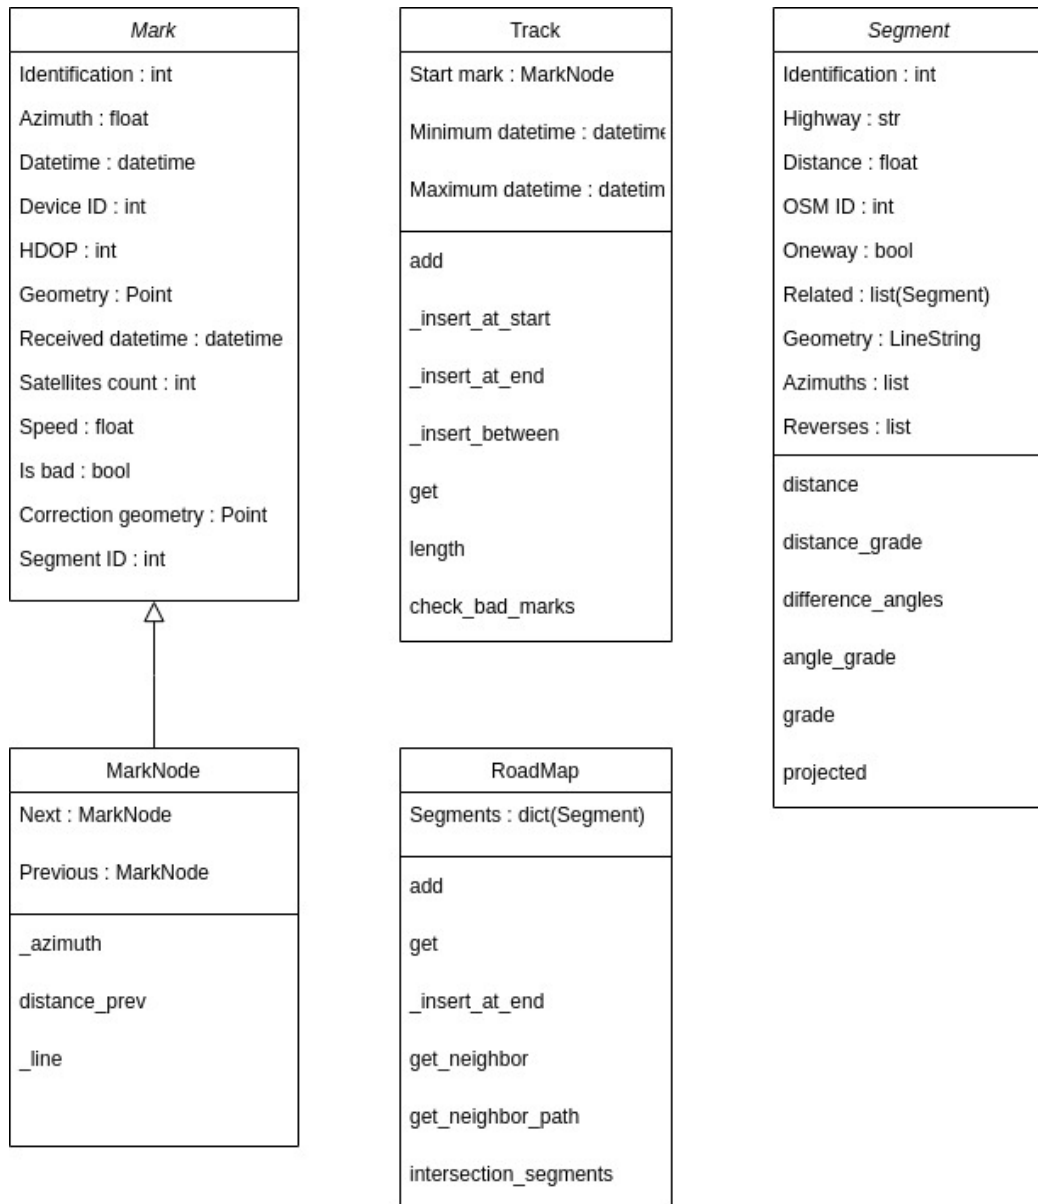 Mark
Identification : int
Azimuth : float
Datetime : datetime
Device ID : int
HDOP : int
Geometry : Point
Received datetime : datetime
Satellites count : int
Speed : float
Is bad : bool
Correction geometry : Point
Segment ID : int
Track
Start mark : MarkNode
Minimum datetime : datetime
Maximum datetime : datetim
add
_insert_at_start
_insert_at_end
_insert_between
get
length
check_bad_marks
Segment
Identification : int
Highway : str
Distance : float
OSM ID : int
Oneway : bool
Related : list(Segment)
Geometry : LineString
Azimuths : list
Reverses : list
distance
distance_grade
difference_angles
angle_grade
grade
projected
MarkNode
Next : MarkNode
Previous : MarkNode
_azimuth
distance_prev
_line
RoadMap
Segments : dict(Segment)
add
get
_insert_at_end
get_neighbor
get_neighbor_path
intersection_segments